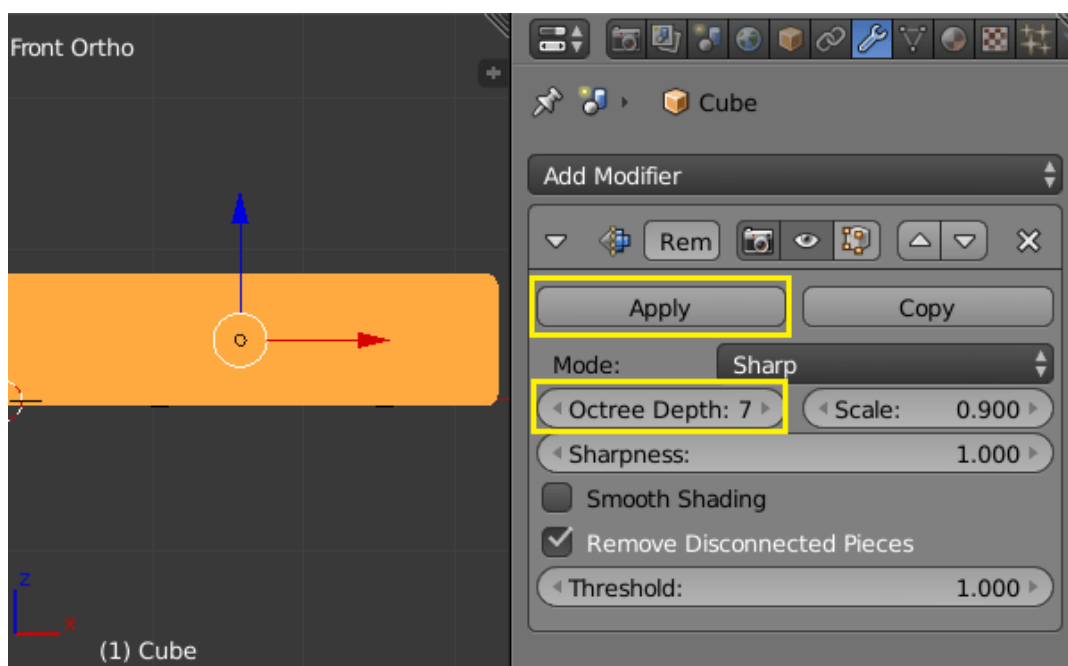 Front Ortho
Cube
Add Modifier
Rem
Apply
Copy
Mode:
Sharp
Octree Depth: 7
Scale: 0.900
Sharpness: 1.000
Smooth Shading
Remove Disconnected Pieces
Threshold: 1.000
z
x
(1) Cube